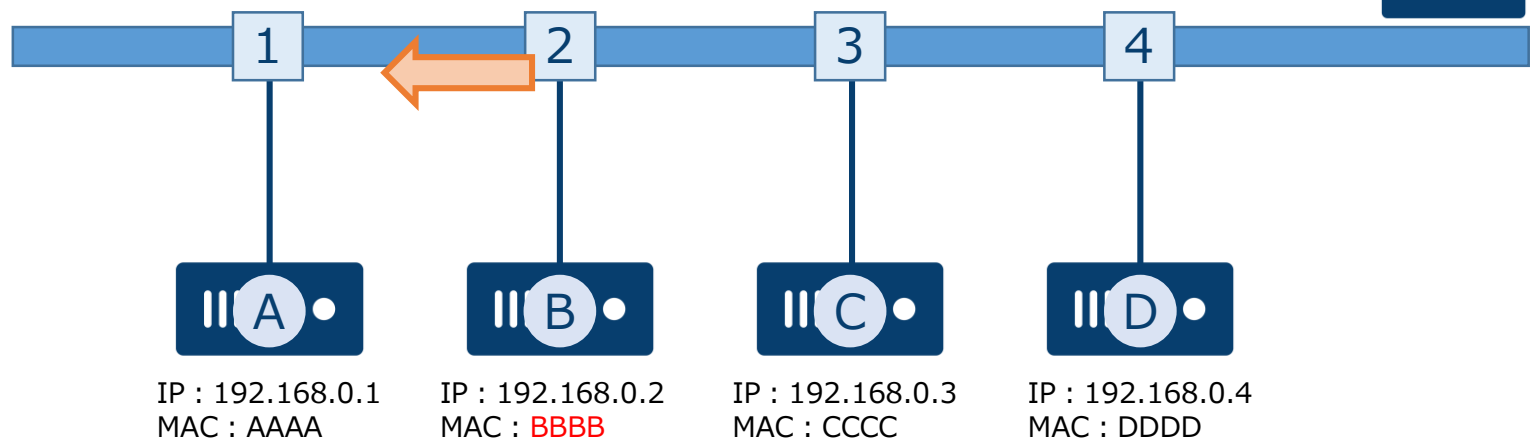 1
2
3
4
A
B
C
D
IP : 192.168.0.1
MAC : AAAA
IP : 192.168.0.2
MAC : BBBB
IP : 192.168.0.3
MAC : CCCC
IP : 192.168.0.4
MAC : DDDD